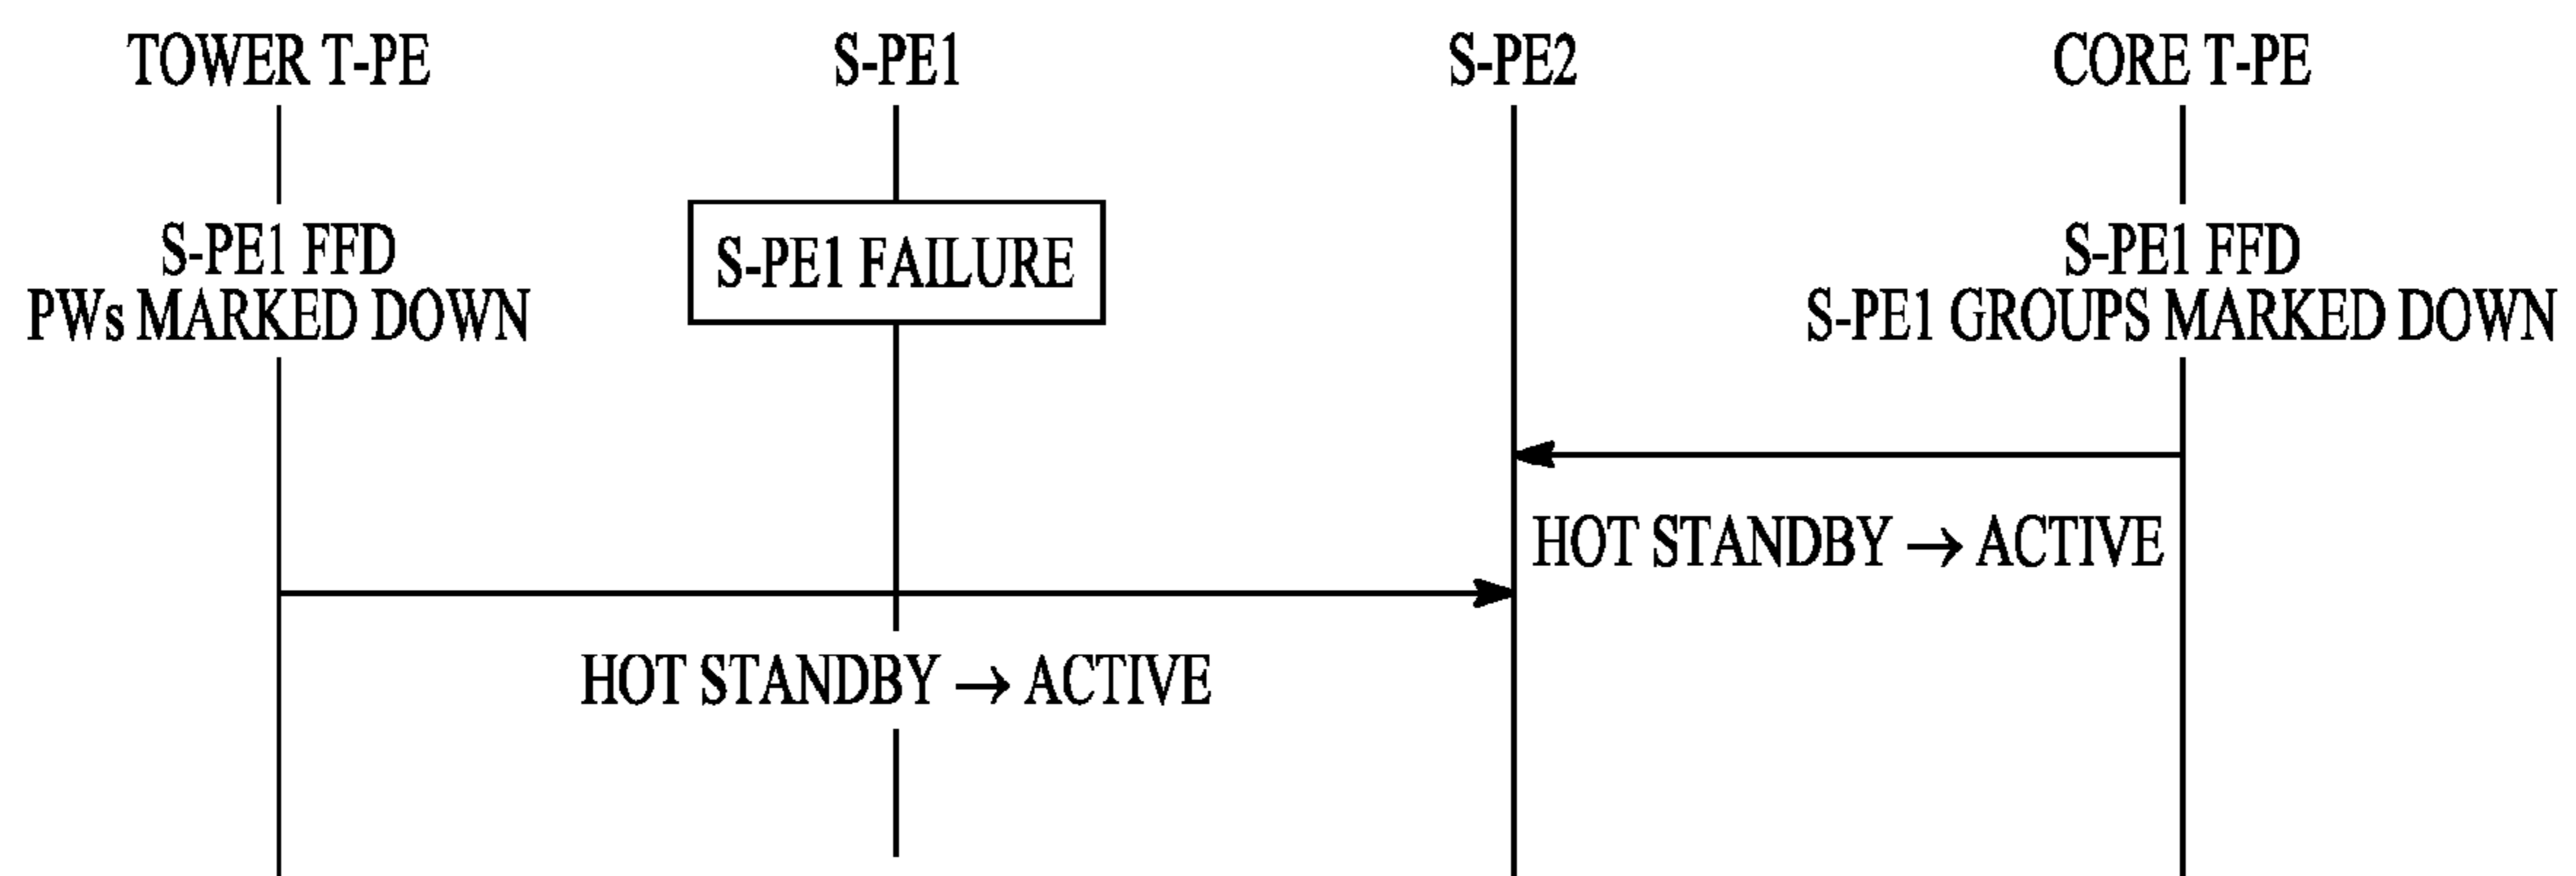 TOWER T-PE
S-PE1
S-PE2
CORE T-PE
S-PE1 FFD
PWs MARKED DOWN
S-PE1 FAILURE
S-PE1 FFD
S-PE1 GROUPS MARKED DOWN
HOT STANDBY → ACTIVE
HOT STANDBY → ACTIVE